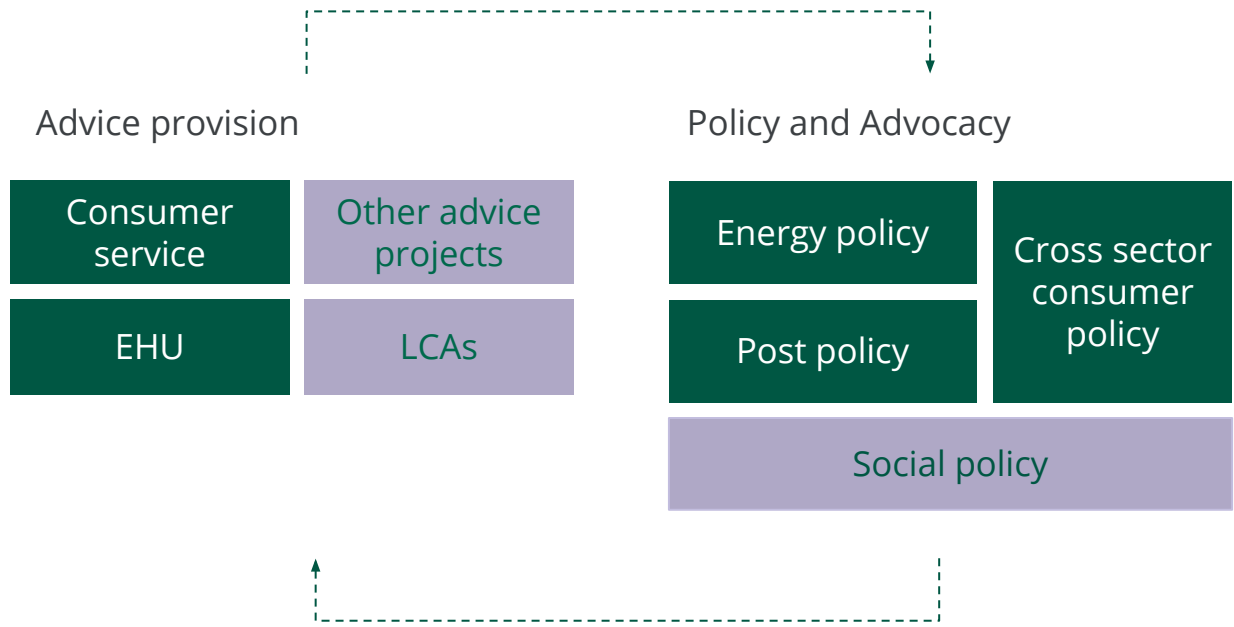 Advice provision
Consumer
service
Other advice
projects
EHU
LCAs
Policy and Advocacy
Energy policy
Post policy
Cross sector
consumer
policy
Social policy